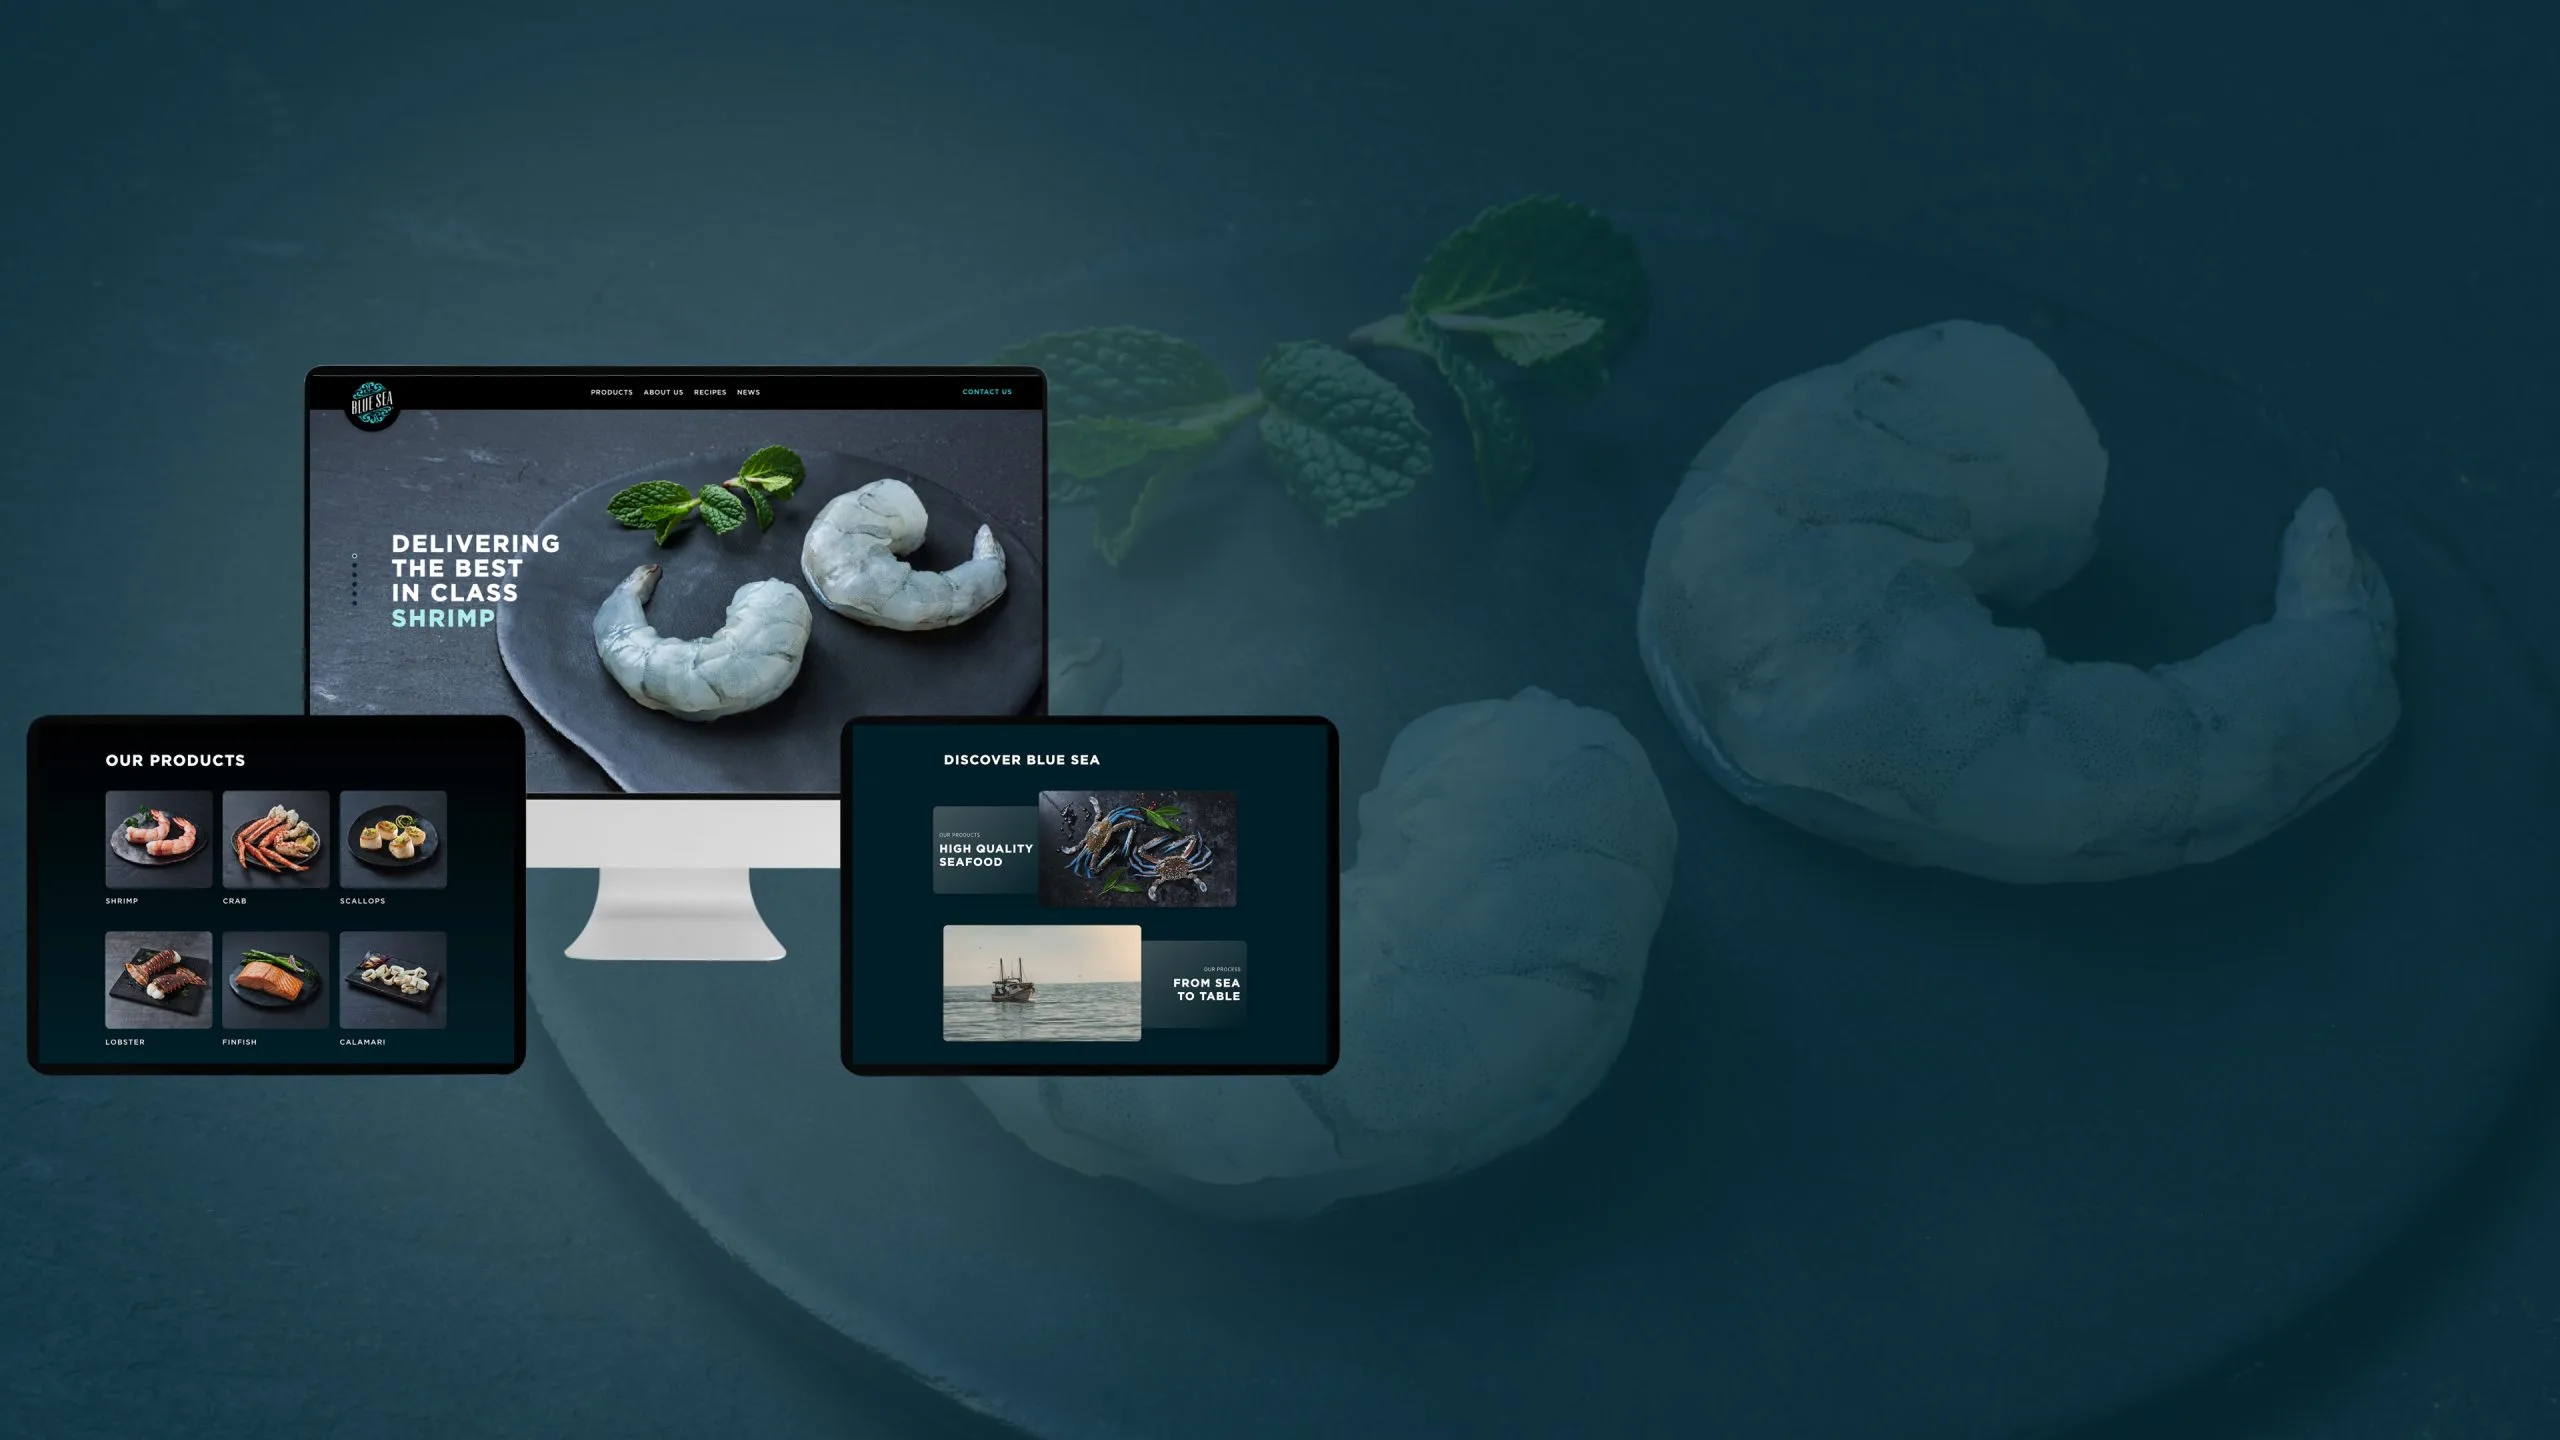 BLUE SEA
PRODUCTS ABOUT US RECIPES NEWS
CONTACT US
DELIVERING
THE BEST
IN CLASS
SHRIMP
OUR PRODUCTS
SHRIMP CRAB SCALLOPS
LOBSTER FINFISH CALAMARI
DISCOVER BLUE SEA
OUR PRODUCTS
HIGH QUALITY
SEAFOOD
OUR PROCESS
FROM SEA
TO TABLE